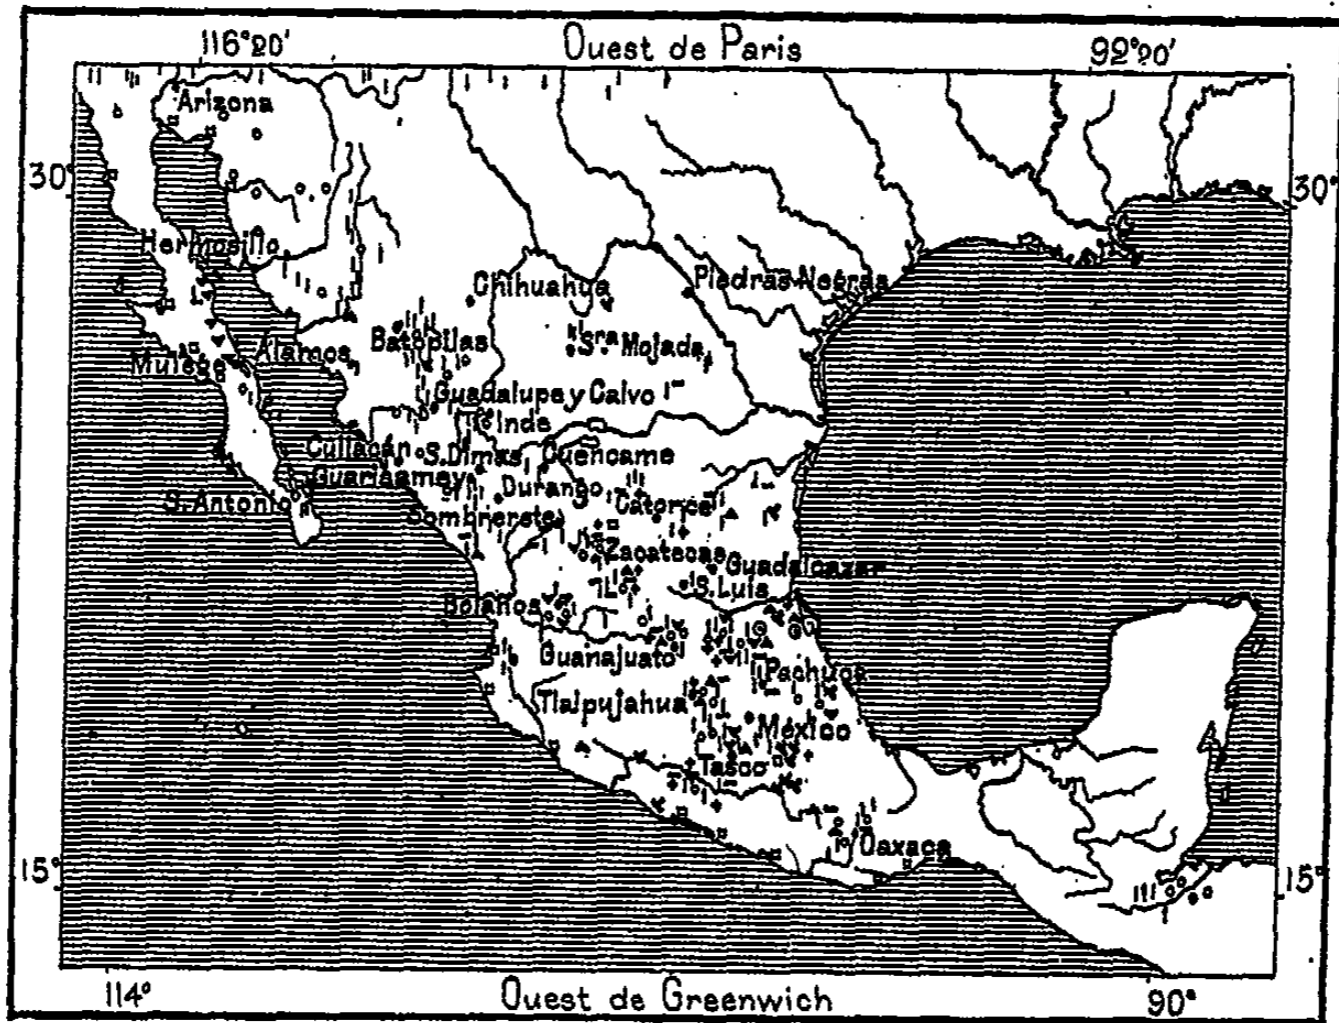 116°20'
Ouest de Paris
92°20'
Arizona
30°
30°
Hermosillo
Chihuahua
Piedras Negras
Batopilas
Sra Mojada
Alamos
Mulege
Guadalupe y Calvo
Inde
Culiacán
S. Dimas
Cuencame
Guarisamey
Durango
S. Antonio
Catorce
Sombrerete
Zacatecas
Guadalcazar
S. Luis
Bolaños
Guanajuato
Pachuca
Tlalpujahua
México
Tasco
Oaxaca
15°
15°
114°
Ouest de Greenwich
90°